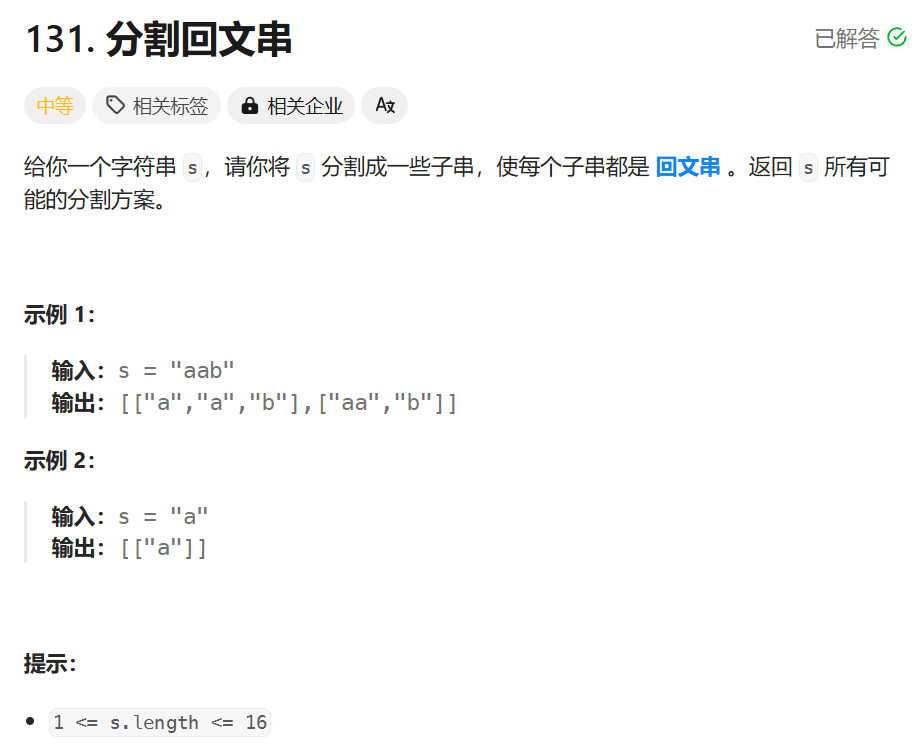 131. 分割回文串
已解答
中等 相关标签 相关企业
给你一个字符串 s，请你将 s 分割成一些子串，使每个子串都是 回文串 。返回 s 所有可
能的分割方案。
示例 1：
输入：s = "aab"
输出：[["a","a","b"],["aa","b"]]
示例 2：
输入：s = "a"
输出：[["a"]]
提示：
1 <= s.length <= 16